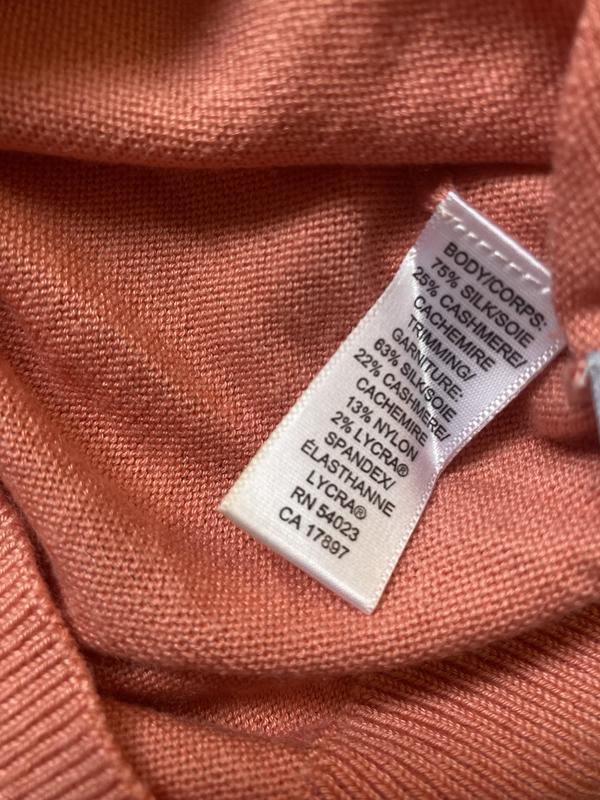 BODY/CORPS:
75% SILK/SOIE
25% CASHMERE/
CACHEMIRE
TRIMMING/
GARNITURE:
63% SILK/SOIE
22% CASHMERE/
CACHEMIRE
13% NYLON
2% LYCRA®
SPANDEX/
ÉLASTHANNE
LYCRA®
RN 54023
CA 17897